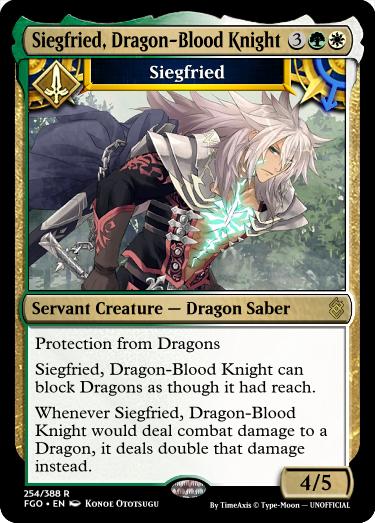 Siegfried, Dragon-Blood Knight 3
Siegfried
Servant Creature — Dragon Saber
Protection from Dragons
Siegfried, Dragon-Blood Knight can
block Dragons as though it had reach.
Whenever Siegfried, Dragon-Blood
Knight would deal combat damage to a
Dragon, it deals double that damage
instead.
4/5
254/388 R
FGO • EN Konoe Ototsugu
By TimeAxis © Type-Moon — UNOFFICIAL